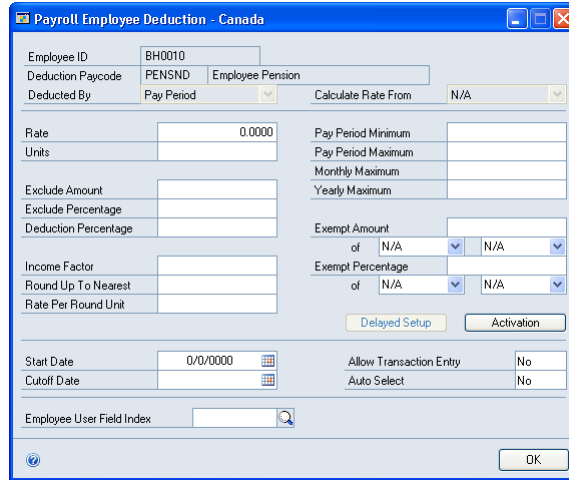 Payroll Employee Deduction - Canada
Employee ID BH0010
Deduction Paycode PENSND Employee Pension
Deducted By Pay Period Calculate Rate From N/A
Rate 0.0000 Pay Period Minimum
Units Pay Period Maximum
Monthly Maximum
Exclude Amount Yearly Maximum
Exclude Percentage
Deduction Percentage Exempt Amount
of N/A N/A
Income Factor Exempt Percentage
Round Up To Nearest of N/A N/A
Rate Per Round Unit
Delayed Setup Activation
Start Date 0/0/0000 Allow Transaction Entry No
Cutoff Date Auto Select No
Employee User Field Index
OK